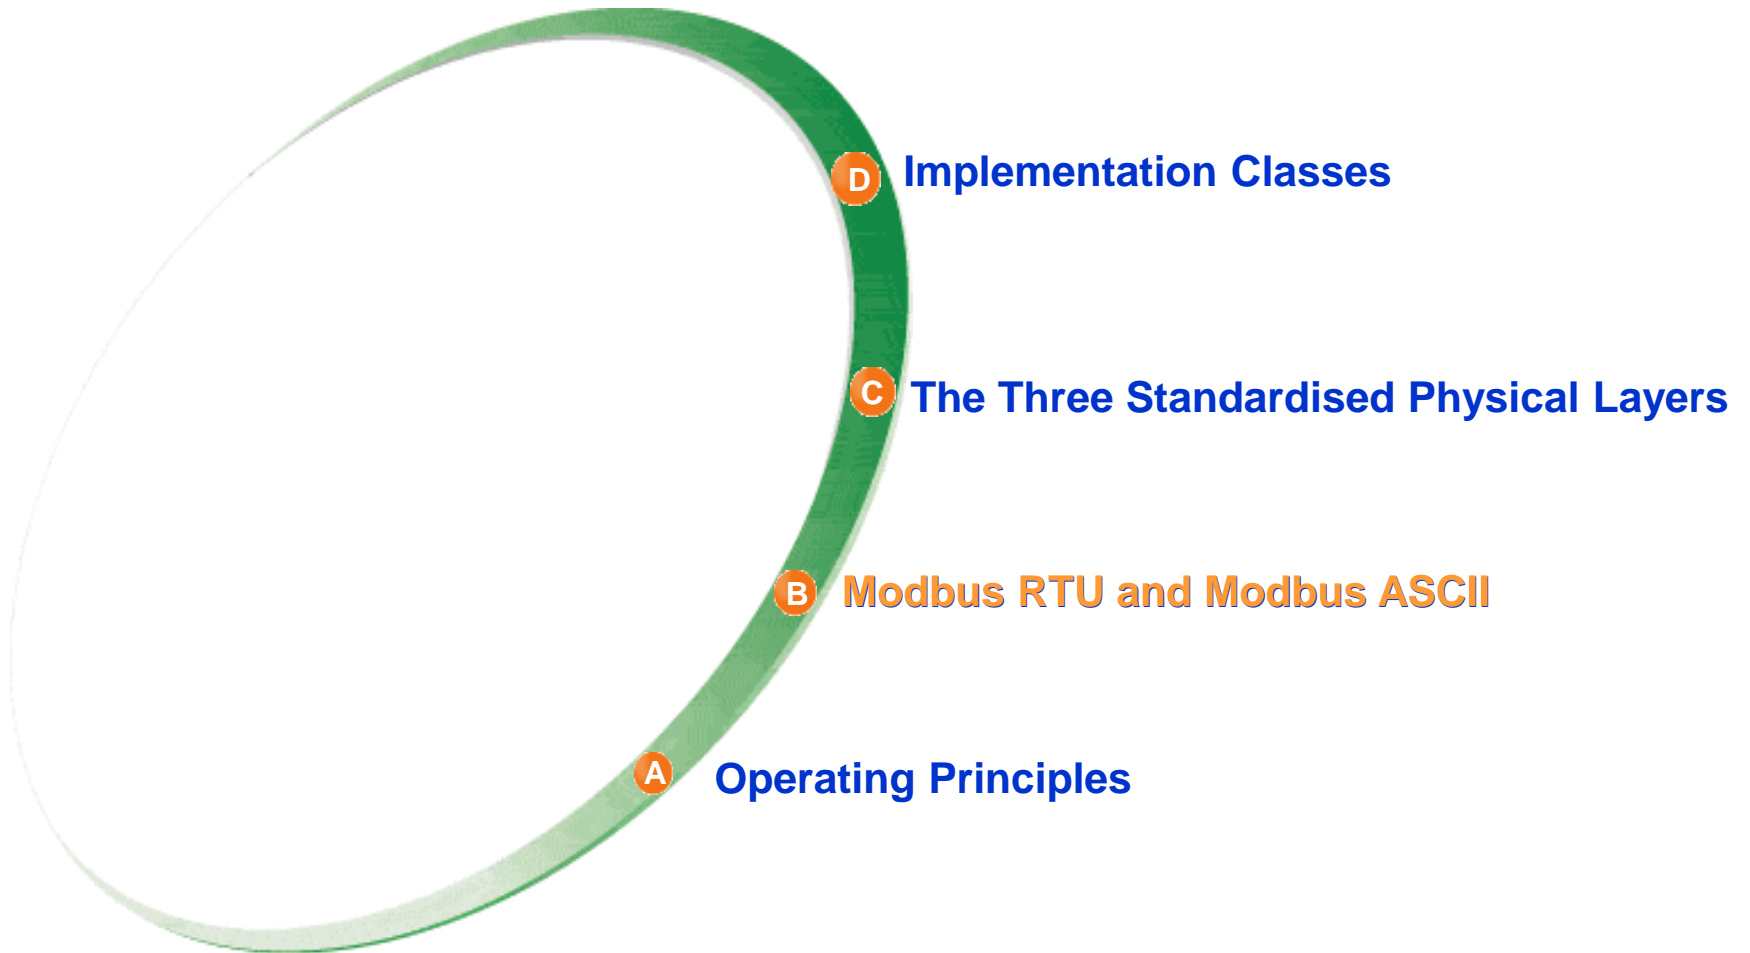 D Implementation Classes
C The Three Standardised Physical Layers
B Modbus RTU and Modbus ASCII
A Operating Principles